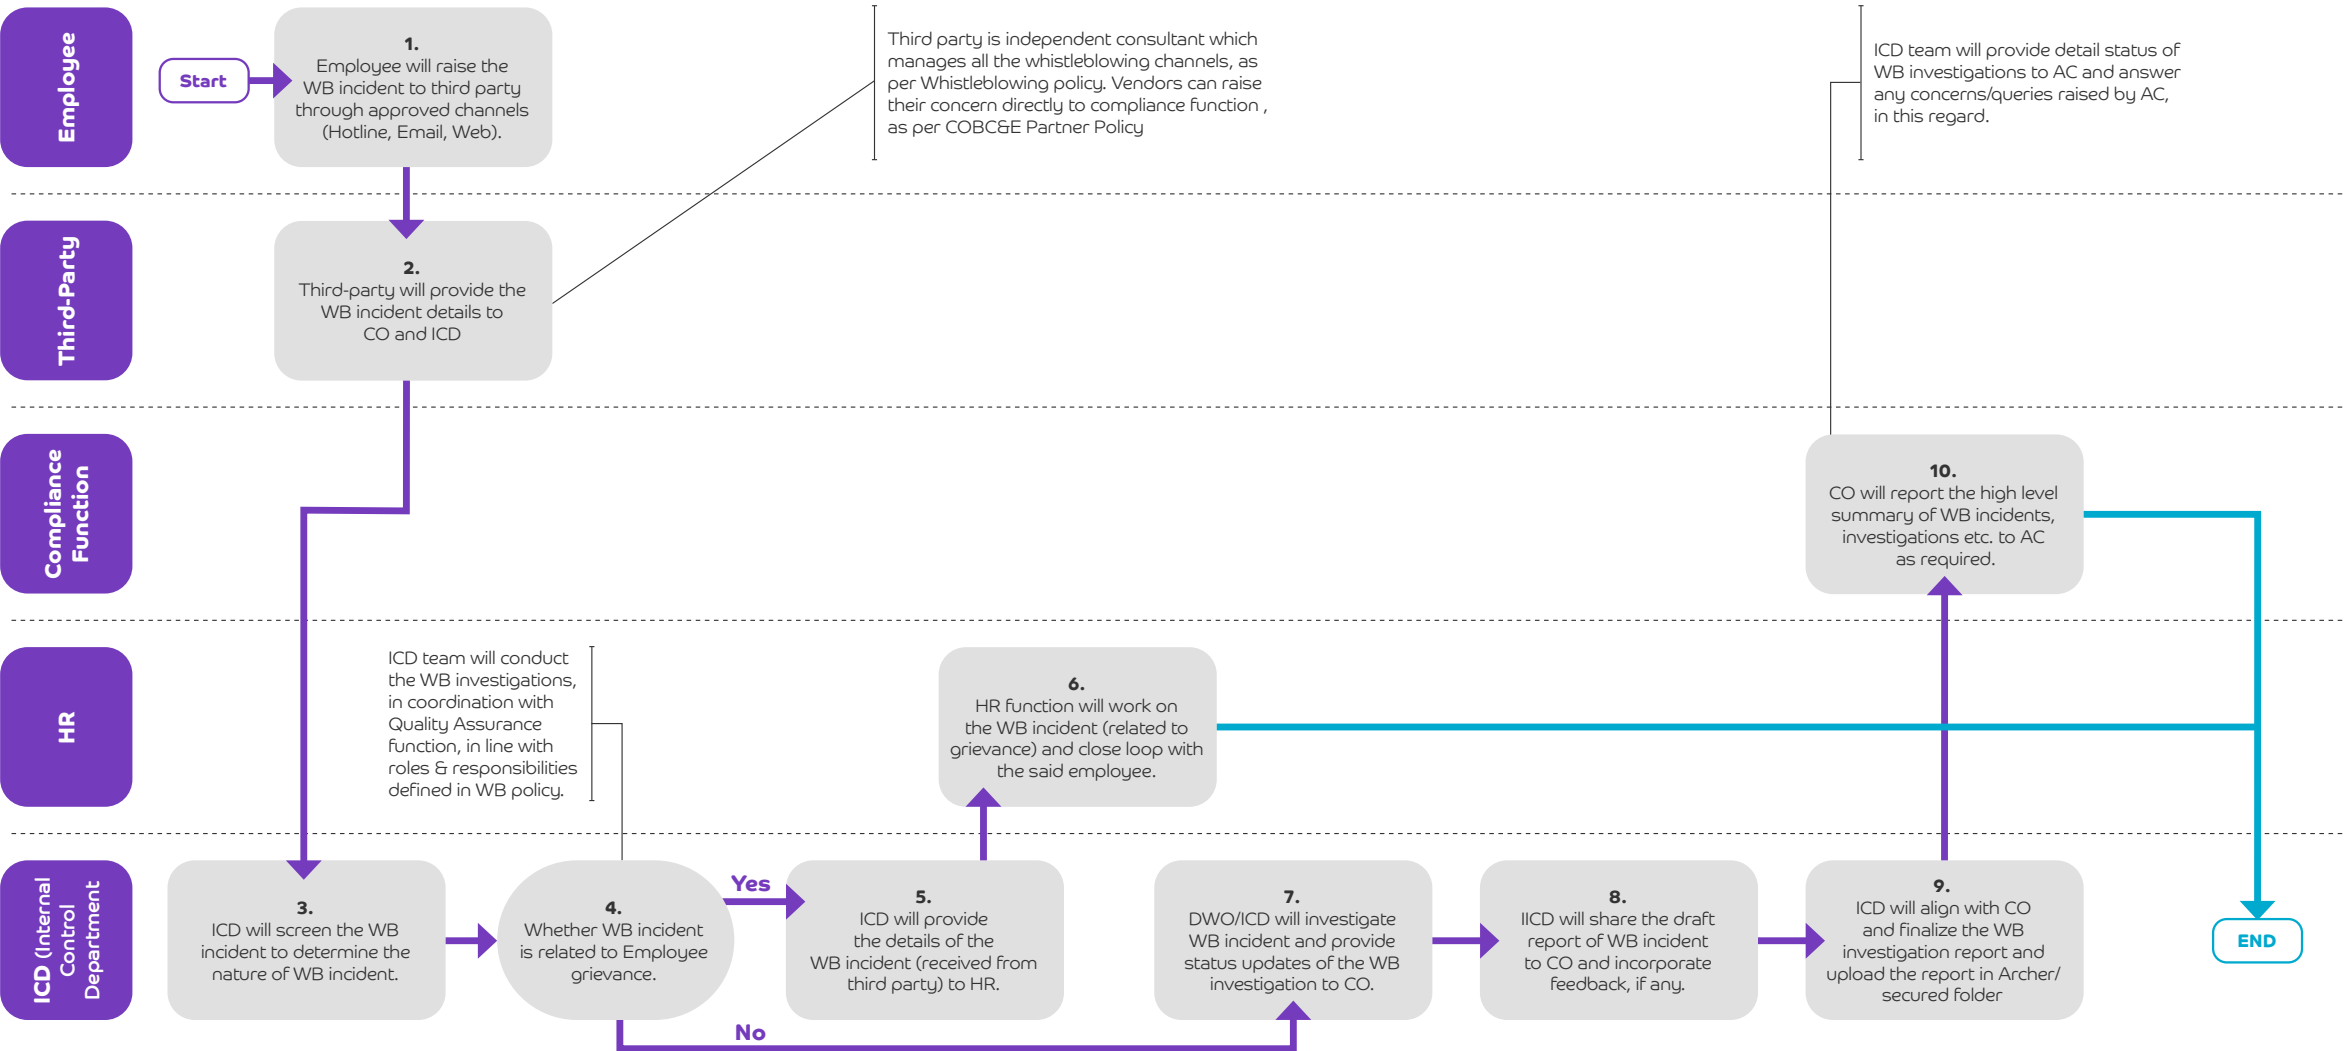 Employee
Start
1.
Employee will raise the
WB incident to third party
through approved channels
(Hotline, Email, Web).
Third party is independent consultant which
manages all the whistleblowing channels, as
per Whistleblowing policy. Vendors can raise
their concern directly to compliance function ,
as per COBC&E Partner Policy
ICD team will provide detail status of
WB investigations to AC and answer
any concerns/queries raised by AC,
in this regard.
Third-Party
2.
Third-party will provide the
WB incident details to
CO and ICD
Compliance
Function
10.
CO will report the high level
summary of WB incidents,
investigations etc. to AC
as required.
HR
ICD team will conduct
the WB investigations,
in coordination with
Quality Assurance
function, in line with
roles & responsibilities
defined in WB policy.
6.
HR function will work on
the WB incident (related to
grievance) and close loop with
the said employee.
ICD (Internal
Control
Department
3.
ICD will screen the WB
incident to determine the
nature of WB incident.
4.
Whether WB incident
is related to Employee
grievance.
Yes
No
5.
ICD will provide
the details of the
WB incident (received from
third party) to HR.
7.
DWO/ICD will investigate
WB incident and provide
status updates of the WB
investigation to CO.
8.
IICD will share the draft
report of WB incident
to CO and incorporate
feedback, if any.
9.
ICD will align with CO
and finalize the WB
investigation report and
upload the report in Archer/
secured folder
END